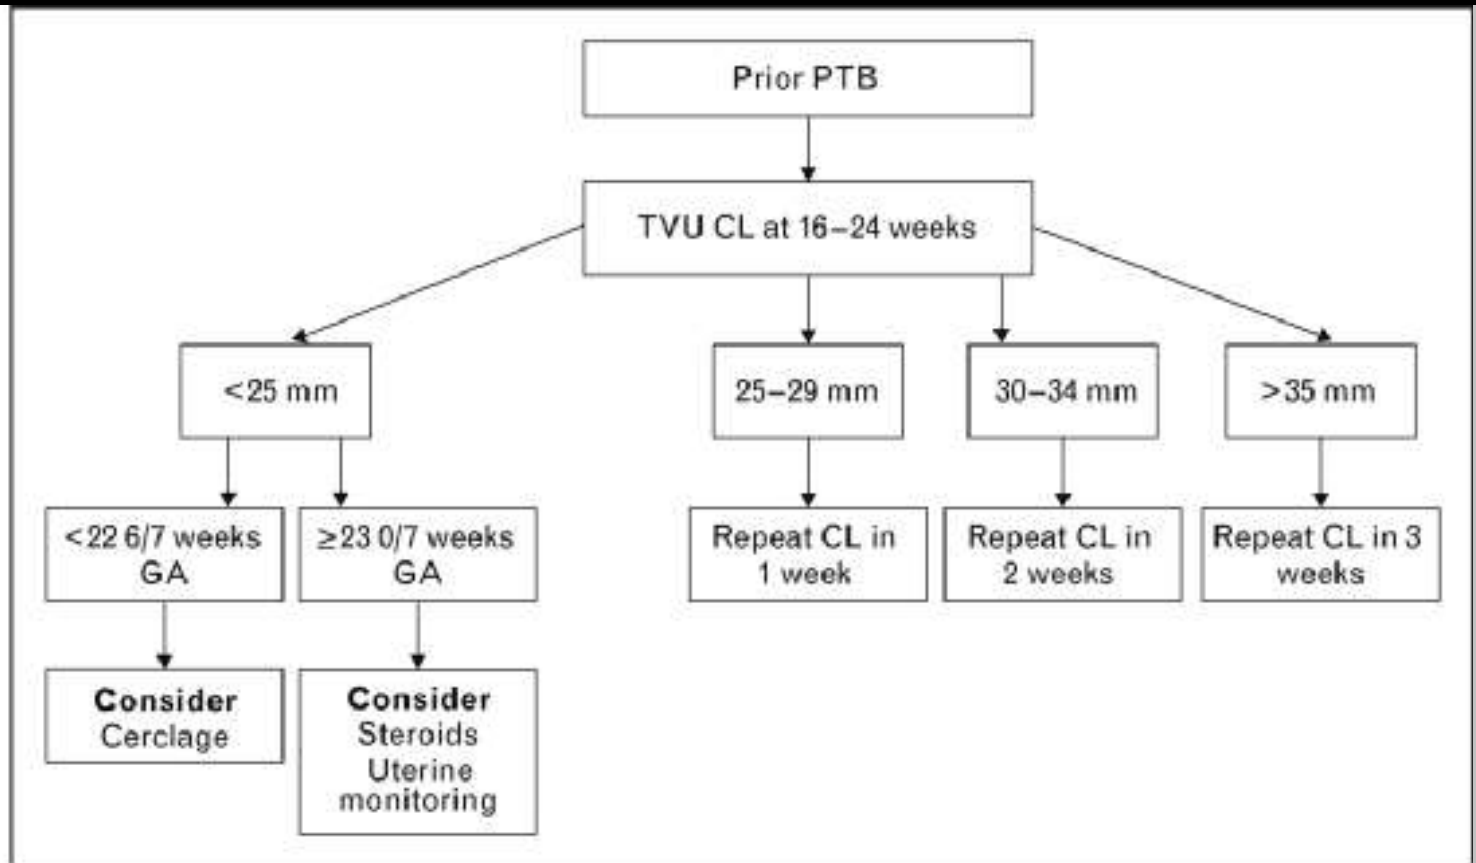 Prior PTB
TVU CL at 16–24 weeks
<25 mm
25–29 mm
30–34 mm
>35 mm
<22 6/7 weeks
GA
≥23 0/7 weeks
GA
Repeat CL in
1 week
Repeat CL in
2 weeks
Repeat CL in 3
weeks
Consider
Cerclage
Consider
Steroids
Uterine
monitoring